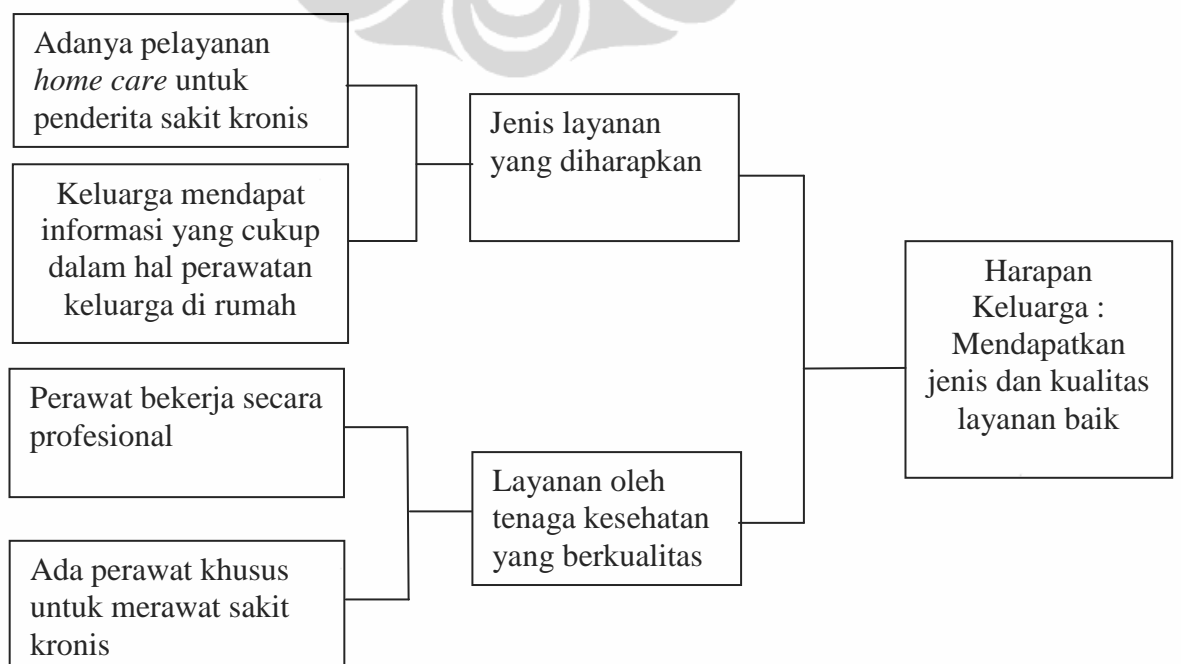 Adanya pelayanan
home care untuk
penderita sakit kronis
Keluarga mendapat
informasi yang cukup
dalam hal perawatan
keluarga di rumah
Perawat bekerja secara
profesional
Ada perawat khusus
untuk merawat sakit
kronis
Jenis layanan
yang diharapkan
Layanan oleh
tenaga kesehatan
yang berkualitas
Harapan
Keluarga :
Mendapatkan
jenis dan kualitas
layanan baik